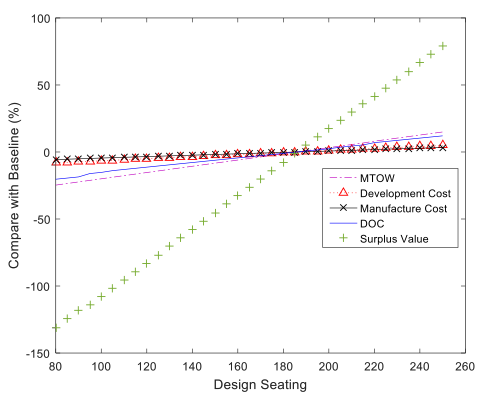 100
50
0
-50
-100
-150
80
100
120
140
160
180
200
220
240
260
Compare with Baseline (%)
Design Seating
MTOW
Development Cost
Manufacture Cost
DOC
Surplus Value